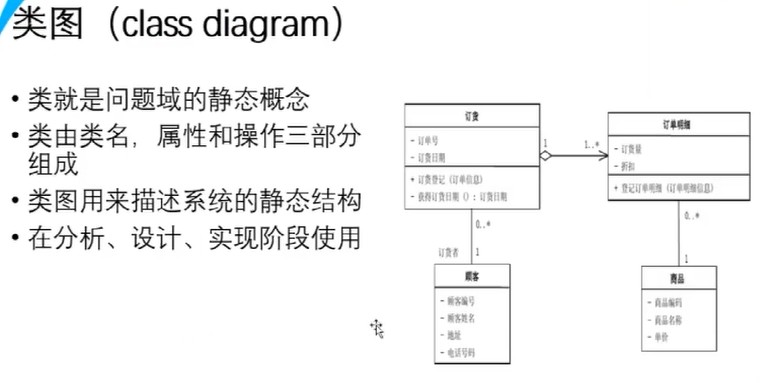 类图（class diagram）
• 类就是问题域的静态概念
• 类由类名，属性和操作三部分
组成
• 类图用来描述系统的静态结构
• 在分析、设计、实现阶段使用
订货
- 订单号
- 订货日期
+ 订货登记（订单信息）
- 获得订货日期（）：订货日期
1
1..*
订单明细
- 订货量
- 折扣
+ 登记订单明细（订单明细信息）
0..*
订货者
1
0..*
1
顾客
- 顾客编号
- 顾客姓名
- 地址
- 电话号码
商品
- 商品编码
- 商品名称
- 单价